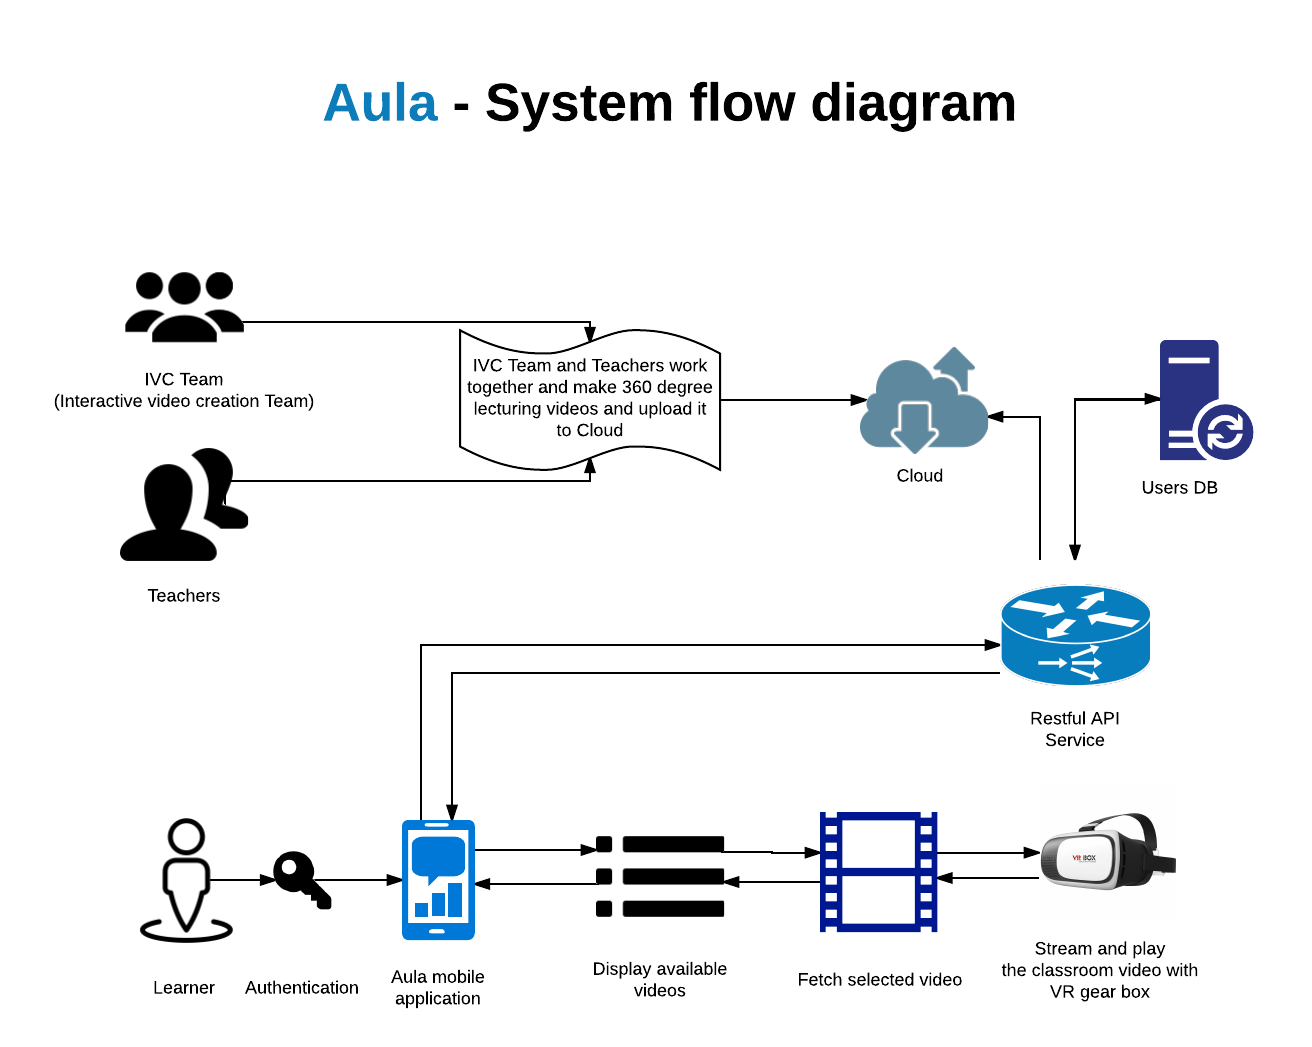 Aula - System flow diagram
IVC Team
(Interactive video creation Team)
IVC Team and Teachers work
together and make 360 degree
lecturing videos and upload it
to Cloud
Cloud
Users DB
Teachers
Restful API
Service
VR BOX
Learner
Authentication
Aula mobile
application
Display available
videos
Fetch selected video
Stream and play
the classroom video with
VR gear box